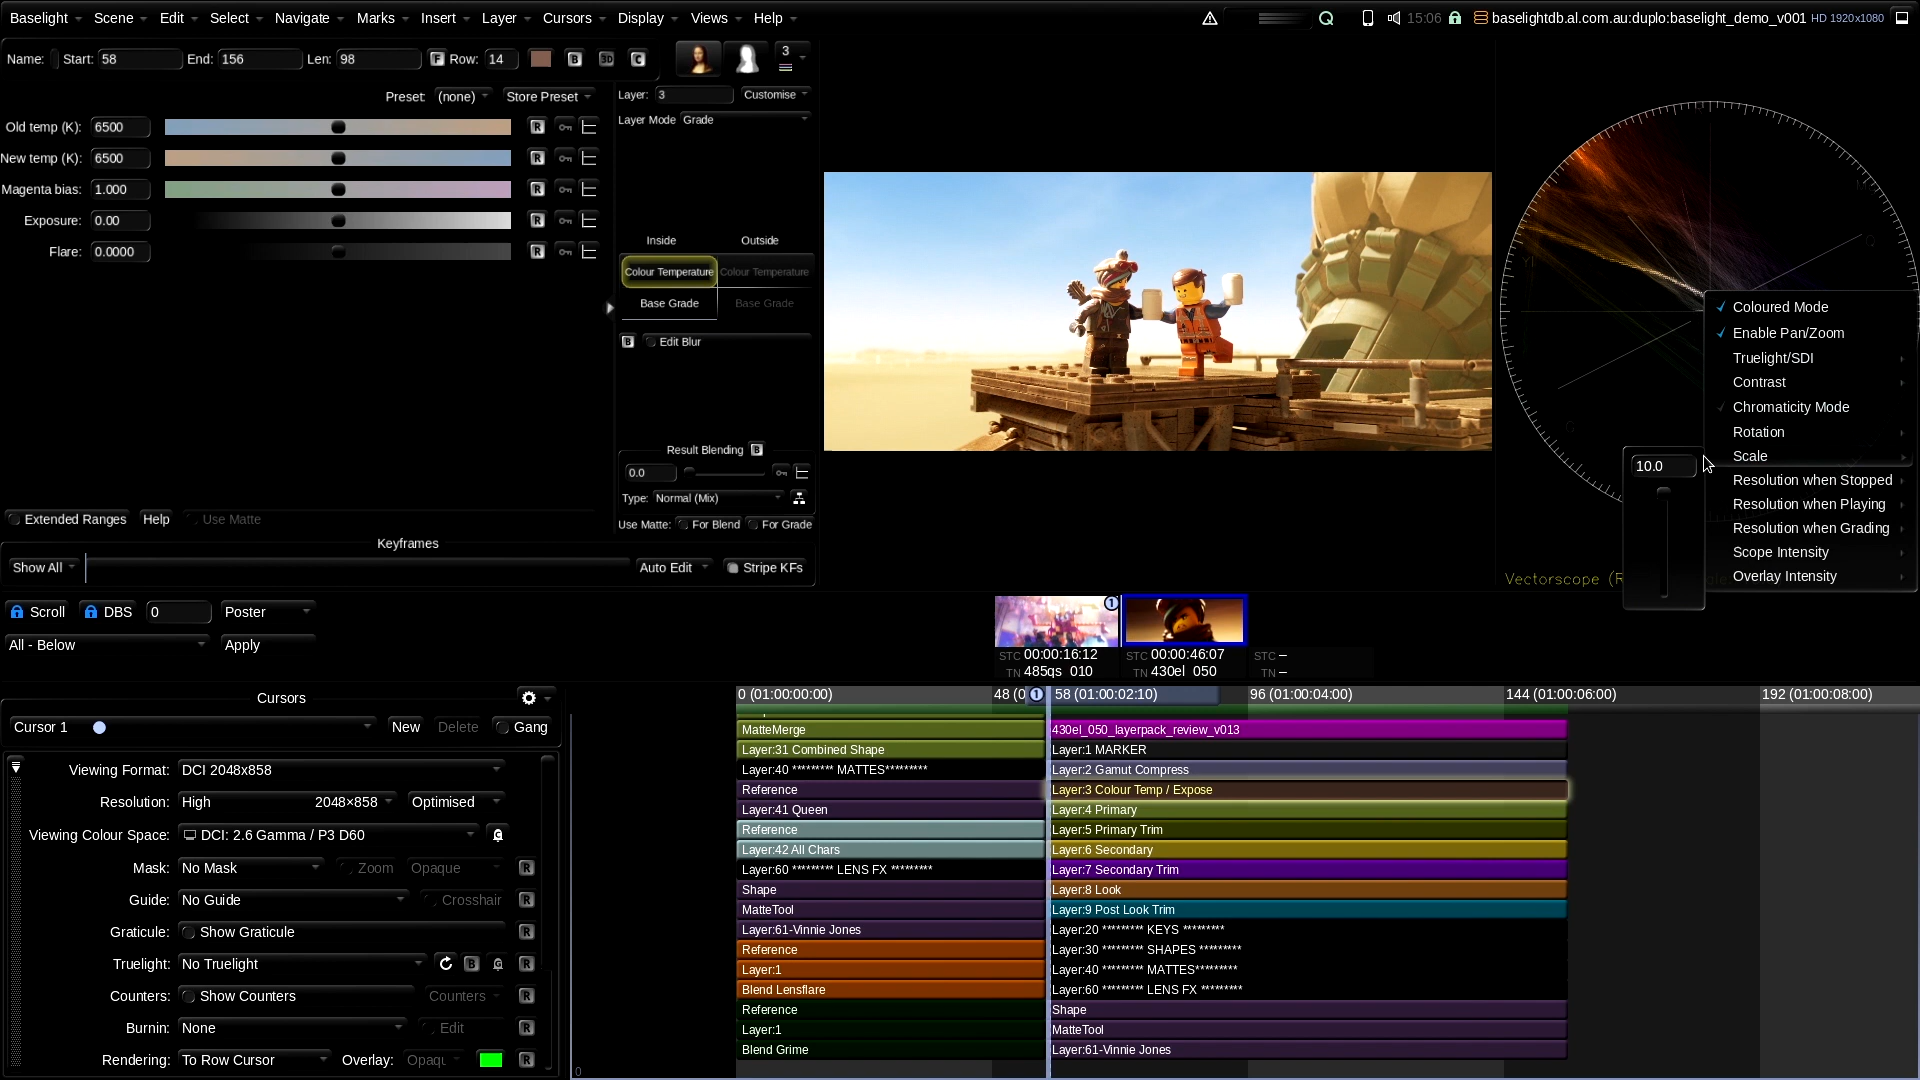 Baselight Scene Edit Select Navigate Marks Insert Layer Cursors Display Views Help
15:06 baselightdb.al.com.au:duplo:baselight_demo_v001 HD 1920x1080
Name: Start: 58 End: 156 Len: 98 F Row: 14 B 3D C
3
Preset: (none) Store Preset
Layer: 3 Customise
Layer Mode Grade
Old temp (K): 6500 R
New temp (K): 6500 R
Magenta bias: 1.000 R
Exposure: 0.00 R
Flare: 0.0000 R
Inside Outside
Colour Temperature Colour Temperature
Base Grade Base Grade
B Edit Blur
Result Blending B
0.0
Type: Normal (Mix)
Use Matte: For Blend For Grade
Extended Ranges Help Use Matte
Keyframes
Show All Auto Edit Stripe KFs
Coloured Mode
Enable Pan/Zoom
Truelight/SDI
Contrast
Chromaticity Mode
Rotation
Scale
10.0
Resolution when Stopped
Resolution when Playing
Resolution when Grading
Scope Intensity
Overlay Intensity
Vectorscope
Scroll DBS 0 Poster
All - Below Apply
1
STC 00:00:16:12 STC 00:00:46:07 STC –
TN 485qs_010 TN 430el_050 TN –
Cursors
Cursor 1 New Delete Gang
Viewing Format: DCI 2048x858
Resolution: High 2048×858 Optimised
Viewing Colour Space: DCI: 2.6 Gamma / P3 D60
Mask: No Mask Zoom Opaque R
Guide: No Guide Crosshair R
Graticule: Show Graticule R
Truelight: No Truelight B R
Counters: Show Counters Counters R
Burnin: None Edit R
Rendering: To Row Cursor Overlay: Opaqu R
0 (01:00:00:00) 48 (0 1 58 (01:00:02:10) 96 (01:00:04:00) 144 (01:00:06:00) 192 (01:00:08:00)
MatteMerge
Layer:31 Combined Shape
Layer:40 ********* MATTES*********
Reference
Layer:41 Queen
Reference
Layer:42 All Chars
Layer:60 ********* LENS FX *********
Shape
MatteTool
Layer:61-Vinnie Jones
Reference
Layer:1
Blend Lensflare
Reference
Layer:1
Blend Grime
430el_050_layerpack_review_v013
Layer:1 MARKER
Layer:2 Gamut Compress
Layer:3 Colour Temp / Expose
Layer:4 Primary
Layer:5 Primary Trim
Layer:6 Secondary
Layer:7 Secondary Trim
Layer:8 Look
Layer:9 Post Look Trim
Layer:20 ********* KEYS *********
Layer:30 ********* SHAPES *********
Layer:40 ********* MATTES*********
Layer:60 ********* LENS FX *********
Shape
MatteTool
Layer:61-Vinnie Jones
0